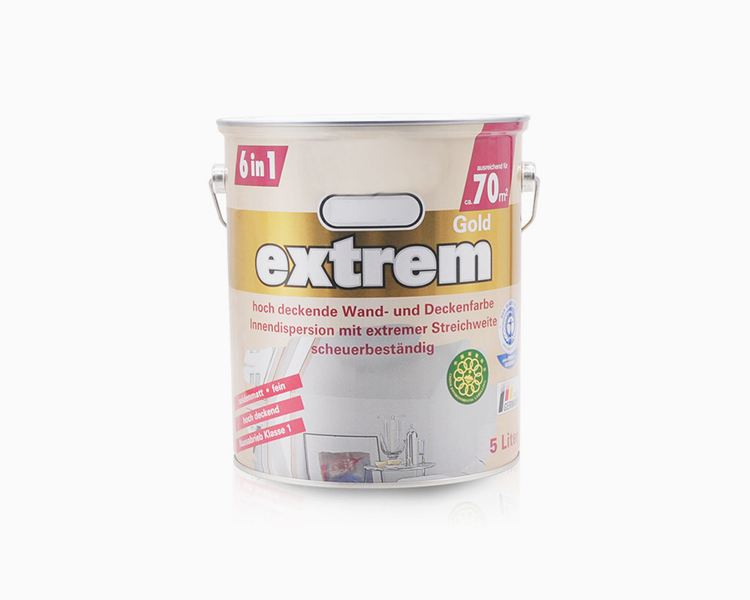 6 in 1
ausreichend für
ca. 70 m²
Gold
extrem
hoch deckende Wand- und Deckenfarbe
Innendispersion mit extremer Streichweite
scheuerbeständig
• fein
hoch deckend
Nassabrieb Klasse 1
5 Liter